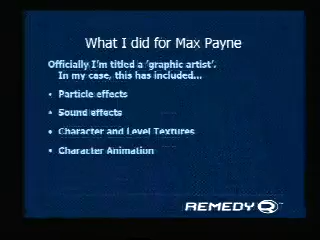 What I did for Max Payne
Officially I'm titled a 'graphic artist'.
In my case, this has included...
• Particle effects
• Sound effects
• Character and Level Textures
• Character Animation
REMEDY